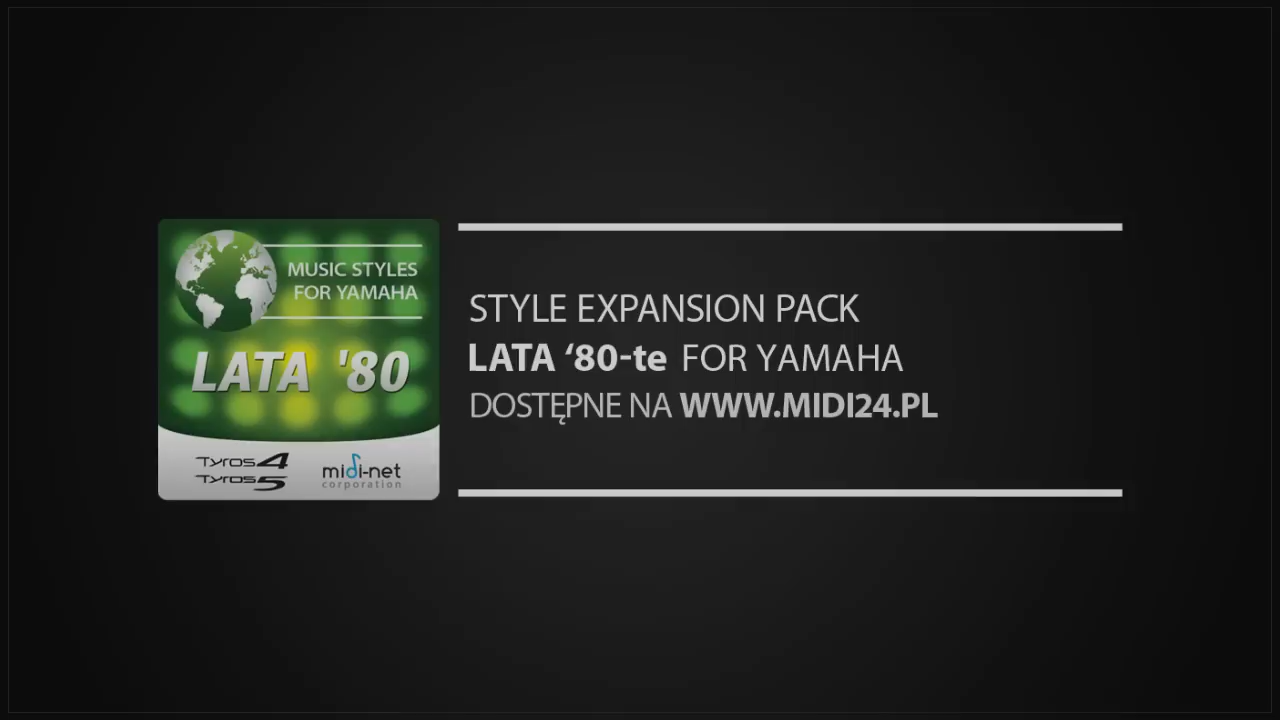 MUSIC STYLES
FOR YAMAHA
LATA '80
Tyros4
Tyros5
midi-net
corporation
STYLE EXPANSION PACK
LATA ‘80-te FOR YAMAHA
DOSTĘPNE NA WWW.MIDI24.PL